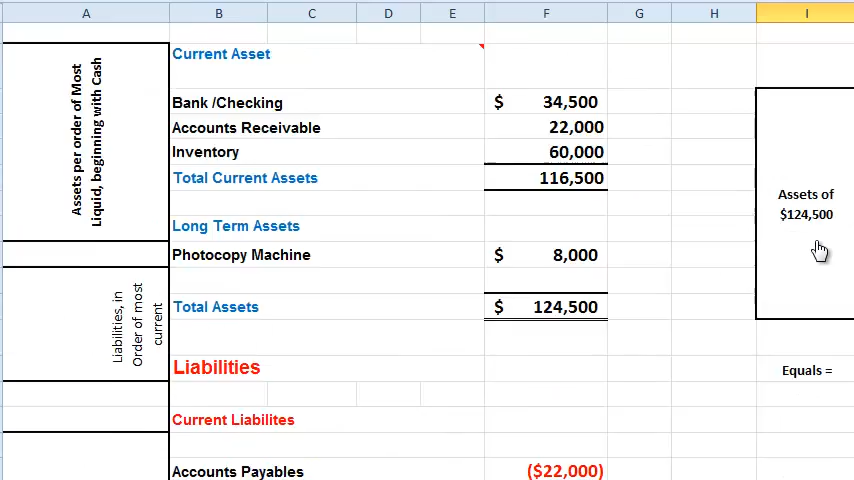 A B C D E F G H I
Assets per order of Most
Liquid, beginning with Cash
Current Asset
Bank /Checking $ 34,500
Accounts Receivable 22,000
Inventory 60,000
Total Current Assets 116,500
Assets of
$124,500
Long Term Assets
Photocopy Machine $ 8,000
Liabilities, in
Order of most
current
Total Assets $ 124,500
Liabilities
Equals =
Current Liabilites
Accounts Payables ($22,000)